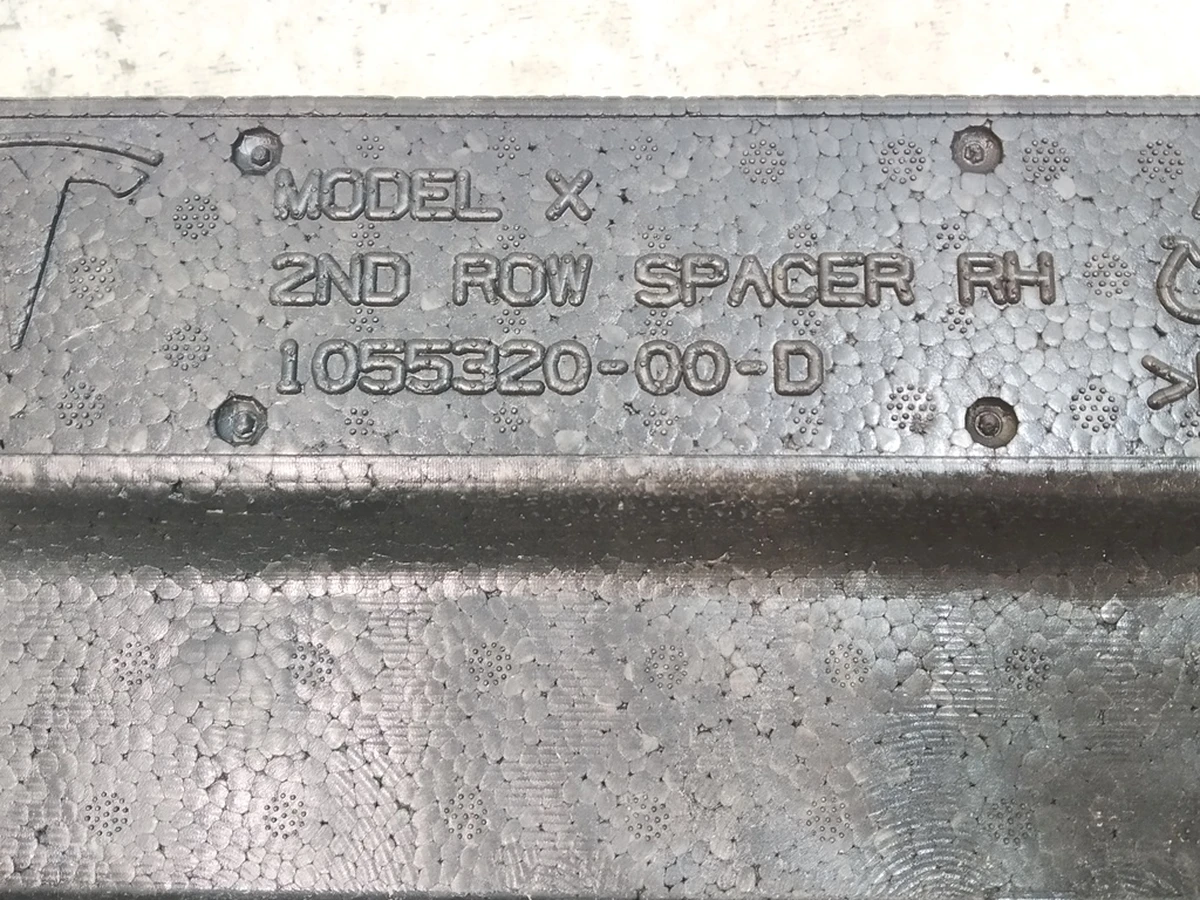 MODEL X
2ND ROW SPACER RH
1055320-00-D